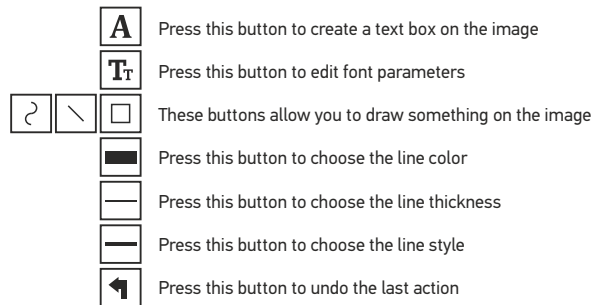 A Press this button to create a text box on the image
TT Press this button to edit font parameters
These buttons allow you to draw something on the image
Press this button to choose the line color
Press this button to choose the line thickness
Press this button to choose the line style
Press this button to undo the last action